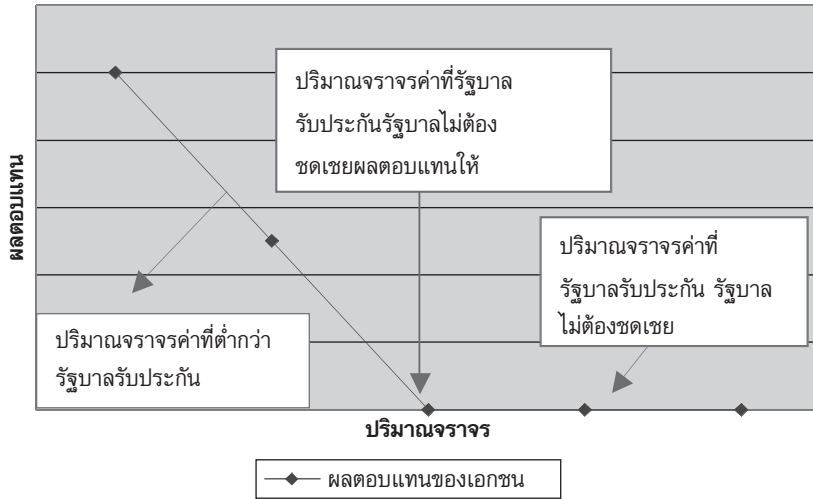 ปริมาณจราจรค่าที่รัฐบาล
รับประกันรัฐบาลไม่ต้อง
ชดเชยผลตอบแทนให้
ผลตอบแทน
ปริมาณจราจรค่าที่
รัฐบาลรับประกัน รัฐบาล
ไม่ต้องชดเชย
ปริมาณจราจรค่าที่ต่ำกว่า
รัฐบาลรับประกัน
ปริมาณจราจร
ผลตอบแทนของเอกชน